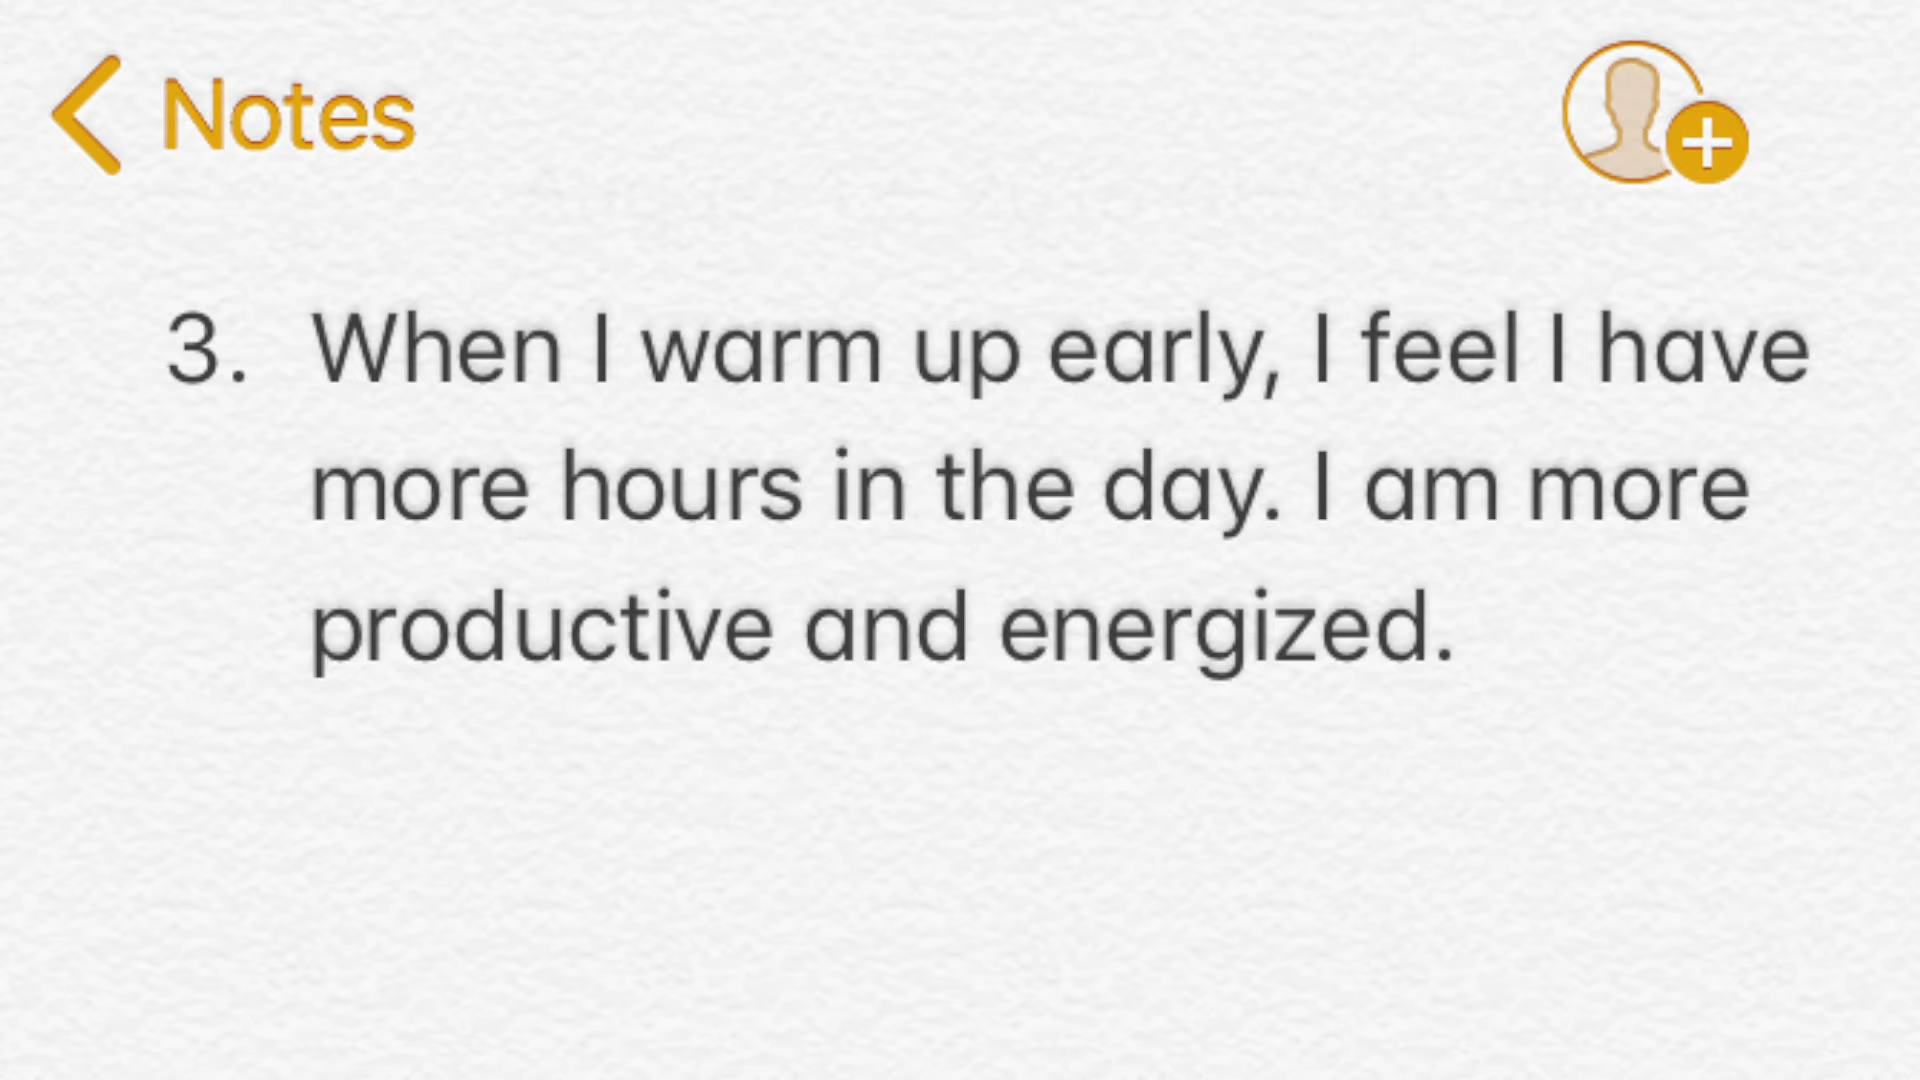 Notes
3. When I warm up early, I feel I have
more hours in the day. I am more
productive and energized.